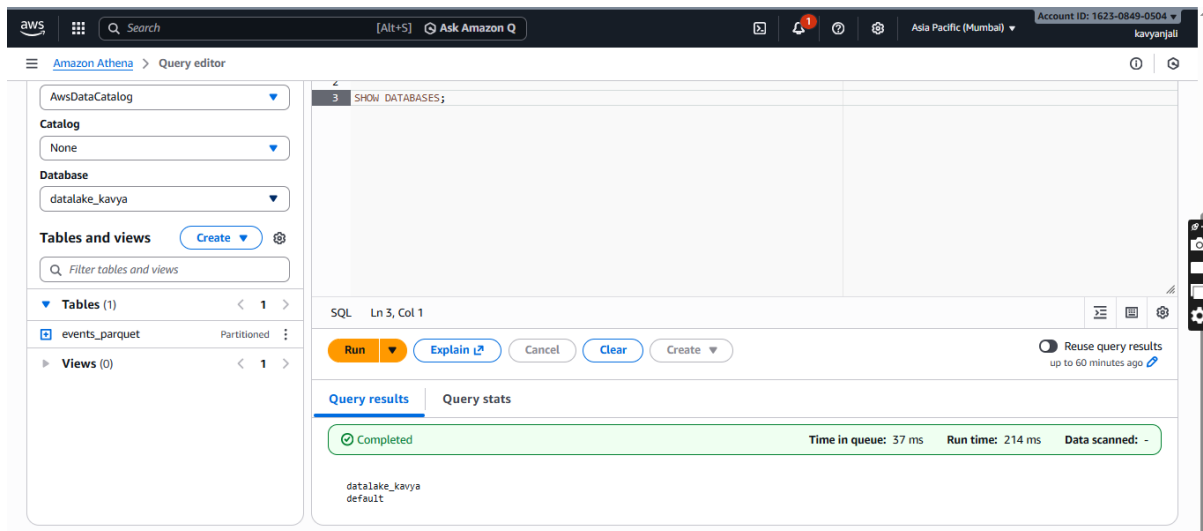 aws
Search [Alt+S] Ask Amazon Q
1
Asia Pacific (Mumbai)
Account ID: 1623-0849-0504
kavyanjali
Amazon Athena > Query editor
AwsDataCatalog
Catalog
None
Database
datalake_kavya
Tables and views Create
Filter tables and views
Tables (1) < 1 >
events_parquet Partitioned
Views (0) < 1 >
2
3 SHOW DATABASES;
SQL Ln 3, Col 1
Run Explain Cancel Clear Create
Reuse query results
up to 60 minutes ago
Query results Query stats
Completed Time in queue: 37 ms Run time: 214 ms Data scanned: -
datalake_kavya
default